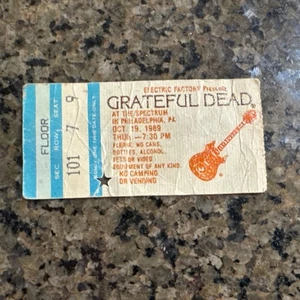 FLOOR
SEC ROW SEAT
101 7 9
ELECTRIC FACTORY Presents
GRATEFUL DEAD
AT THE SPECTRUM
IN PHILADELPHIA, PA.
OCT 19, 1989
THU. 7:30 PM
PLEASE, NO CANS,
BOTTLES, ALCOHOL,
PETS OR VIDEO
EQUIPMENT OF ANY KIND.
NO CAMPING
OR VENDING